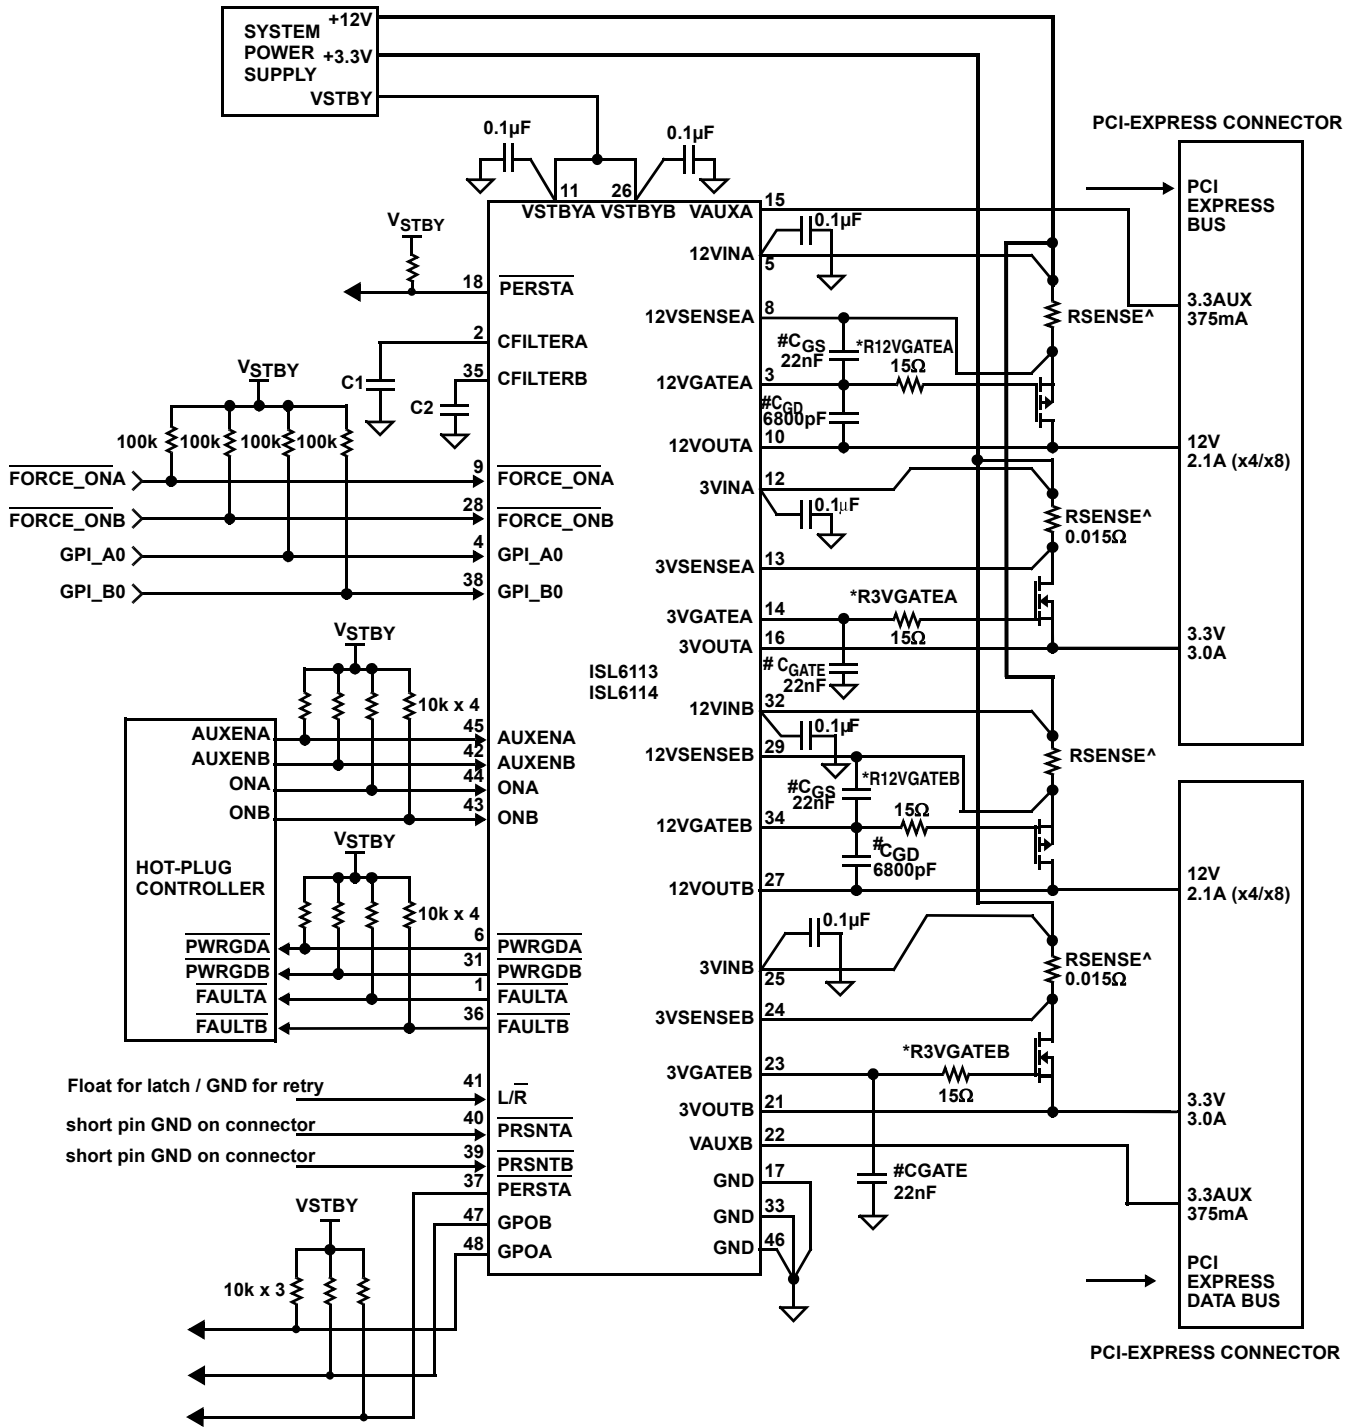 SYSTEM
POWER
SUPPLY
+12V
+3.3V
VSTBY
0.1µF
0.1µF
11
26
VSTBYA
VSTBYB
PCI-EXPRESS CONNECTOR
PCI
EXPRESS
BUS
3.3AUX
375mA
12V
2.1A (x4/x8)
3.3V
3.0A
VSTBY
18
PERSTA
2
CFILTERA
35
CFILTERB
C1
C2
VSTBY
100k
100k
100k
100k
FORCE_ONA
9
FORCE_ONA
FORCE_ONB
28
FORCE_ONB
GPI_A0
4
GPI_A0
GPI_B0
38
GPI_B0
VSTBY
10k x 4
AUXENA
45
AUXENA
AUXENB
42
AUXENB
ONA
44
ONA
ONB
43
ONB
HOT-PLUG
CONTROLLER
VSTBY
10k x 4
PWRGDA
6
PWRGDA
PWRGDB
31
PWRGDB
FAULTA
1
FAULTA
FAULTB
36
FAULTB
Float for latch / GND for retry
41
L/R
short pin GND on connector
40
PRSNTA
short pin GND on connector
39
PRSNTB
37
PERSTA
47
GPOB
48
GPOA
VSTBY
10k x 3
ISL6113
ISL6114
VAUXA
15
12VINA
5
0.1µF
12VSENSEA
8
#CGS
22nF
*R12VGATEA
15Ω
RSENSE^
12VGATEA
3
#CGD
6800pF
12VOUTA
10
3VINA
12
0.1µF
RSENSE^
0.015Ω
3VSENSEA
13
3VGATEA
14
*R3VGATEA
15Ω
3VOUTA
16
# CGATE
22nF
12VINB
32
0.1µF
12VSENSEB
29
#CGS
22nF
*R12VGATEB
15Ω
RSENSE^
12VGATEB
34
#CGD
6800pF
12VOUTB
27
0.1µF
3VINB
25
RSENSE^
0.015Ω
3VSENSEB
24
3VGATEB
23
*R3VGATEB
15Ω
3VOUTB
21
VAUXB
22
#CGATE
22nF
GND
17
GND
33
GND
46
12V
2.1A (x4/x8)
3.3V
3.0A
3.3AUX
375mA
PCI
EXPRESS
DATA BUS
PCI-EXPRESS CONNECTOR